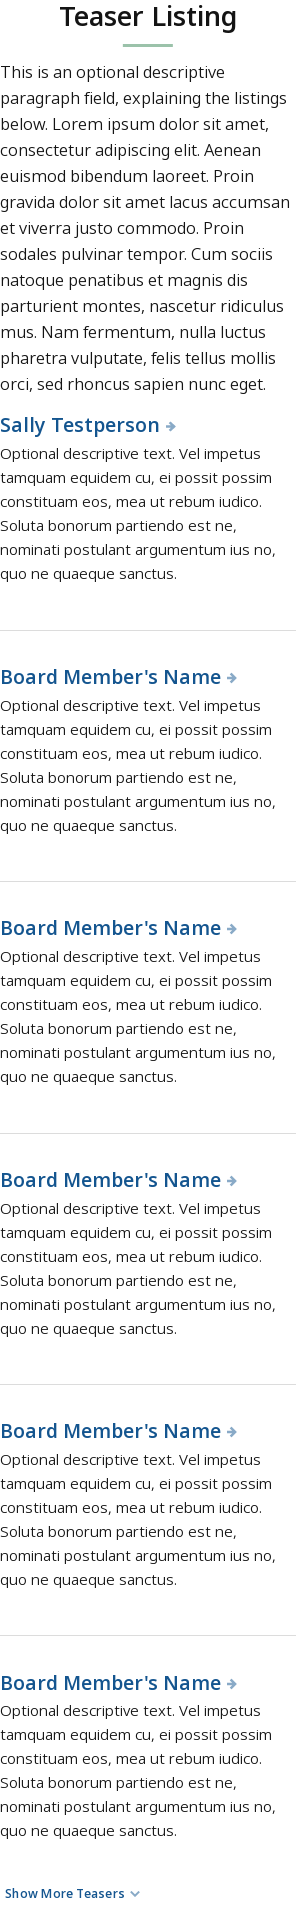 Teaser Listing
This is an optional descriptive
paragraph field, explaining the listings
below. Lorem ipsum dolor sit amet,
consectetur adipiscing elit. Aenean
euismod bibendum laoreet. Proin
gravida dolor sit amet lacus accumsan
et viverra justo commodo. Proin
sodales pulvinar tempor. Cum sociis
natoque penatibus et magnis dis
parturient montes, nascetur ridiculus
mus. Nam fermentum, nulla luctus
pharetra vulputate, felis tellus mollis
orci, sed rhoncus sapien nunc eget.
Sally Testperson
Optional descriptive text. Vel impetus
tamquam equidem cu, ei possit possim
constituam eos, mea ut rebum iudico.
Soluta bonorum partiendo est ne,
nominati postulant argumentum ius no,
quo ne quaeque sanctus.
Board Member's Name
Optional descriptive text. Vel impetus
tamquam equidem cu, ei possit possim
constituam eos, mea ut rebum iudico.
Soluta bonorum partiendo est ne,
nominati postulant argumentum ius no,
quo ne quaeque sanctus.
Board Member's Name
Optional descriptive text. Vel impetus
tamquam equidem cu, ei possit possim
constituam eos, mea ut rebum iudico.
Soluta bonorum partiendo est ne,
nominati postulant argumentum ius no,
quo ne quaeque sanctus.
Board Member's Name
Optional descriptive text. Vel impetus
tamquam equidem cu, ei possit possim
constituam eos, mea ut rebum iudico.
Soluta bonorum partiendo est ne,
nominati postulant argumentum ius no,
quo ne quaeque sanctus.
Board Member's Name
Optional descriptive text. Vel impetus
tamquam equidem cu, ei possit possim
constituam eos, mea ut rebum iudico.
Soluta bonorum partiendo est ne,
nominati postulant argumentum ius no,
quo ne quaeque sanctus.
Board Member's Name
Optional descriptive text. Vel impetus
tamquam equidem cu, ei possit possim
constituam eos, mea ut rebum iudico.
Soluta bonorum partiendo est ne,
nominati postulant argumentum ius no,
quo ne quaeque sanctus.
Show More Teasers